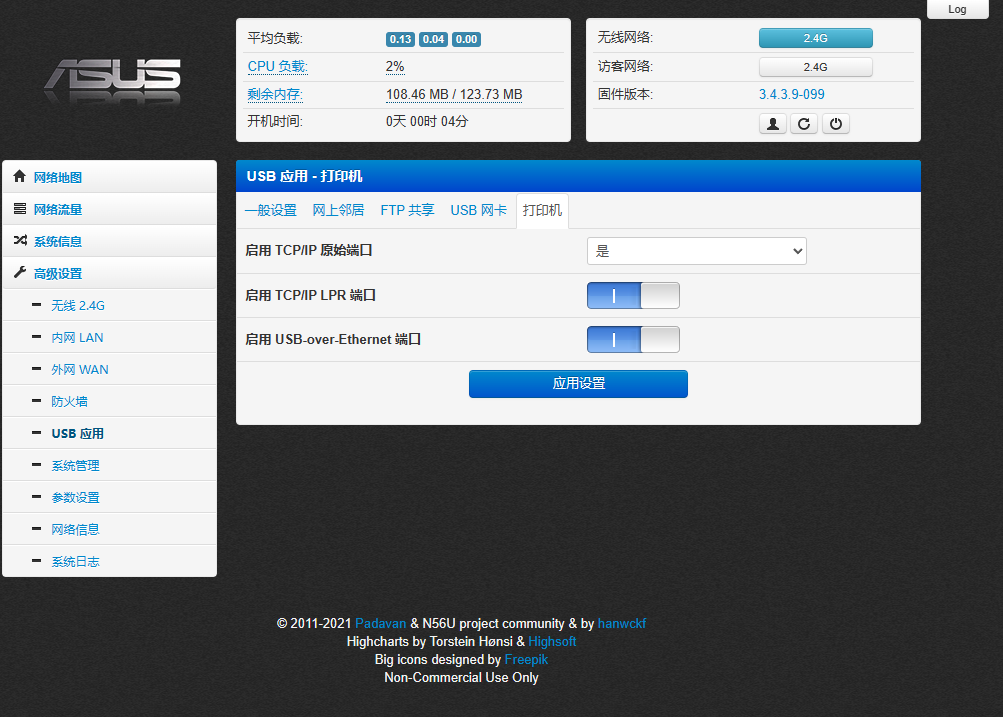 Log
ASUS
平均负载: 0.13 0.04 0.00
CPU 负载: 2%
剩余内存: 108.46 MB / 123.73 MB
开机时间: 0天 00时 04分
无线网络: 2.4G
访客网络: 2.4G
固件版本: 3.4.3.9-099
网络地图
网络流量
系统信息
高级设置
无线 2.4G
内网 LAN
外网 WAN
防火墙
USB 应用
系统管理
参数设置
网络信息
系统日志
USB 应用 - 打印机
一般设置 网上邻居 FTP 共享 USB 网卡 打印机
启用 TCP/IP 原始端口 是
启用 TCP/IP LPR 端口
启用 USB-over-Ethernet 端口
应用设置
© 2011-2021 Padavan & N56U project community & by hanwckf
Highcharts by Torstein Hønsi & Highsoft
Big icons designed by Freepik
Non-Commercial Use Only